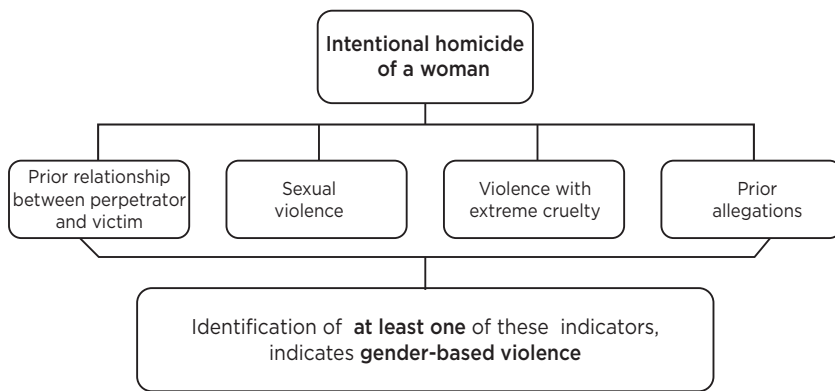 Intentional homicide
of a woman
Prior relationship
between perpetrator
and victim
Sexual
violence
Violence with
extreme cruelty
Prior
allegations
Identification of at least one of these indicators,
indicates gender-based violence